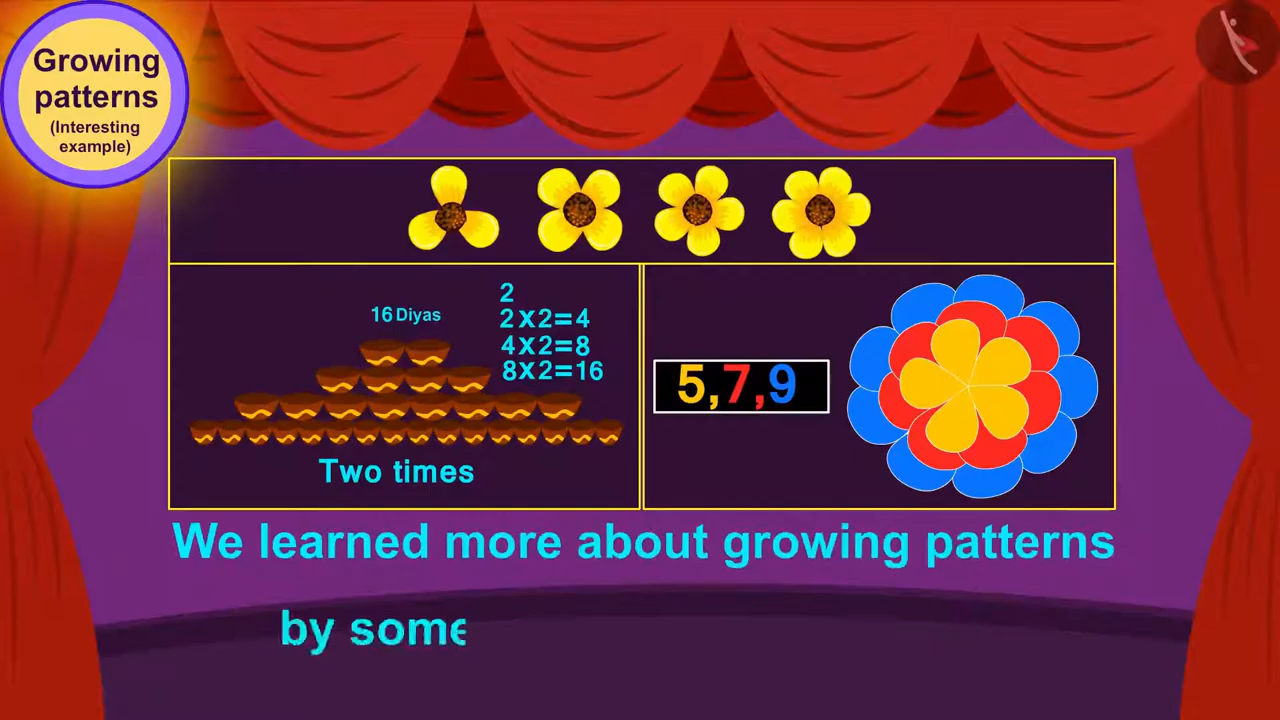 Growing
patterns
(Interesting
example)
16 Diyas
2
2x2=4
4x2=8
8x2=16
Two times
5,7,9
We learned more about growing patterns
by some